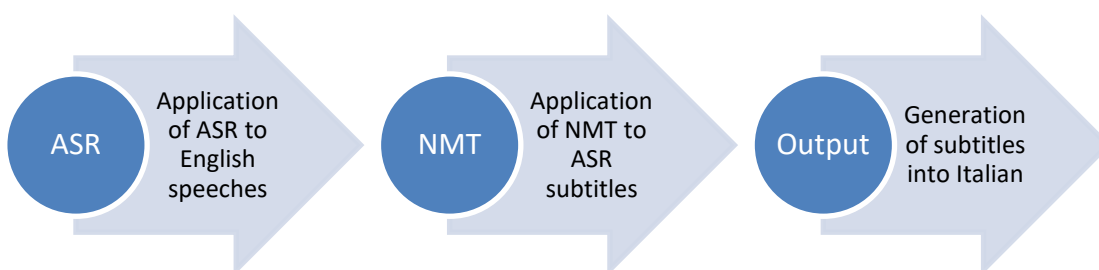 ASR
Application
of ASR to
English
speeches
NMT
Application
of NMT to
ASR
subtitles
Output
Generation
of subtitles
into Italian